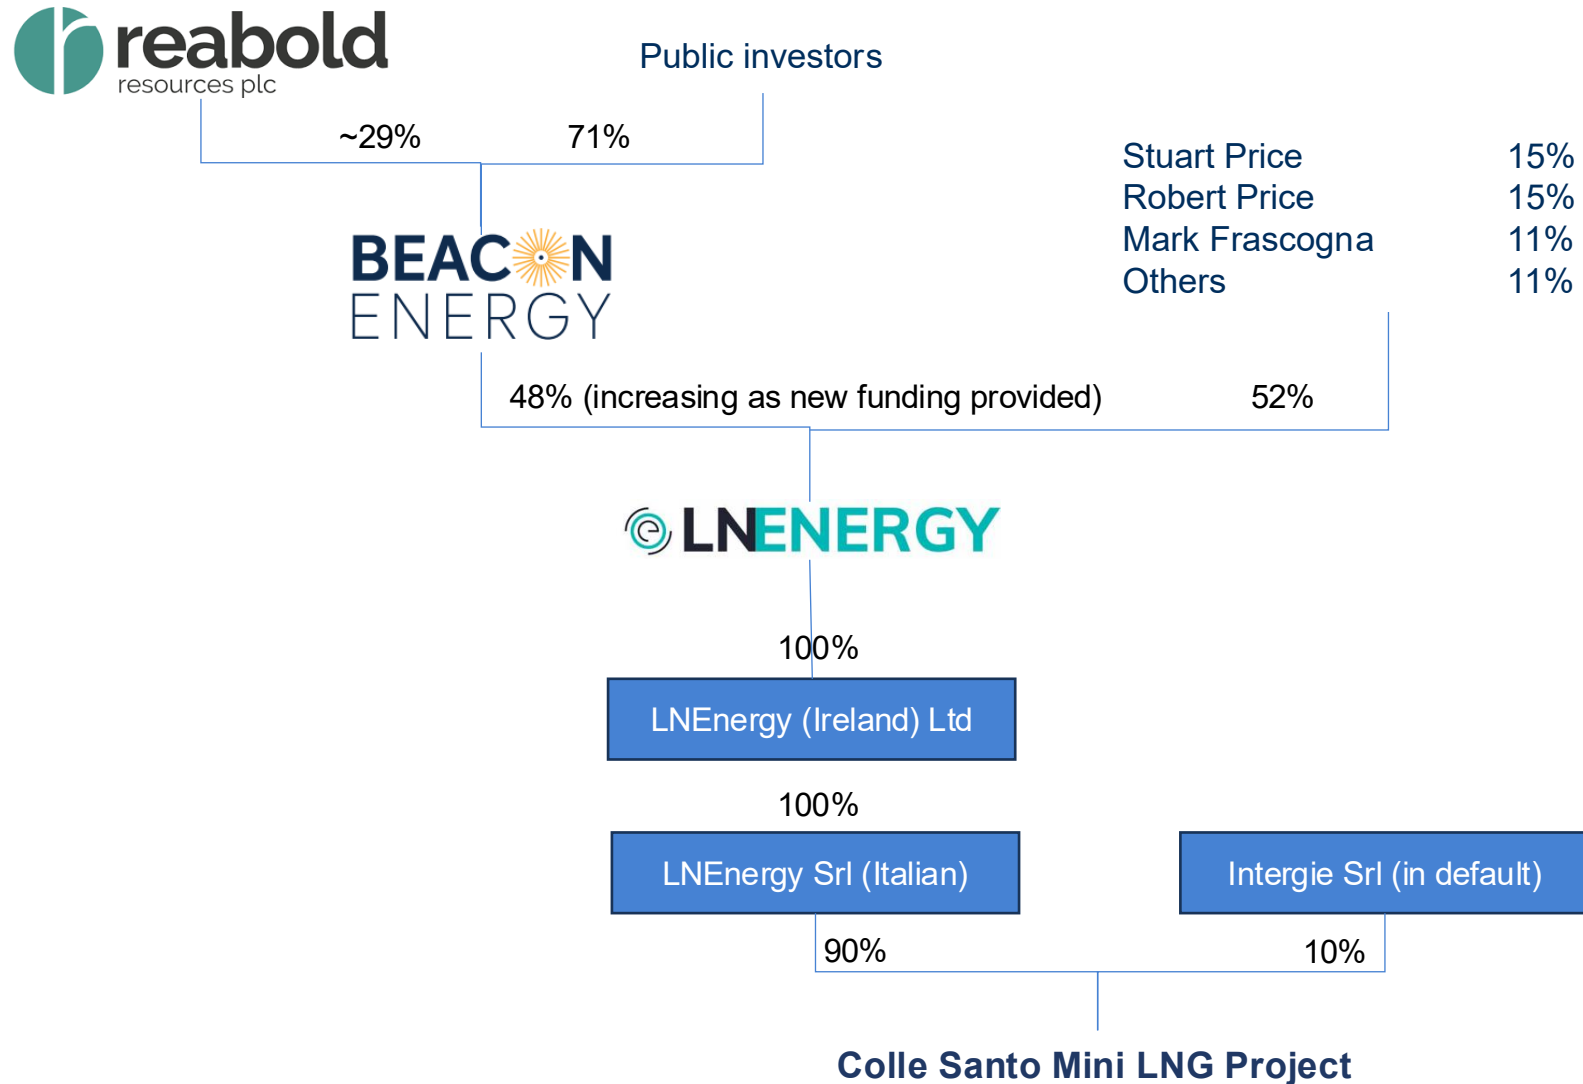 reabold
resources plc
Public investors
~29%
71%
Stuart Price 15%
Robert Price 15%
Mark Frascogna 11%
Others 11%
BEACON
ENERGY
48% (increasing as new funding provided)
52%
e LNENERGY
100%
LNEnergy (Ireland) Ltd
100%
LNEnergy Srl (Italian)
Intergie Srl (in default)
90%
10%
Colle Santo Mini LNG Project